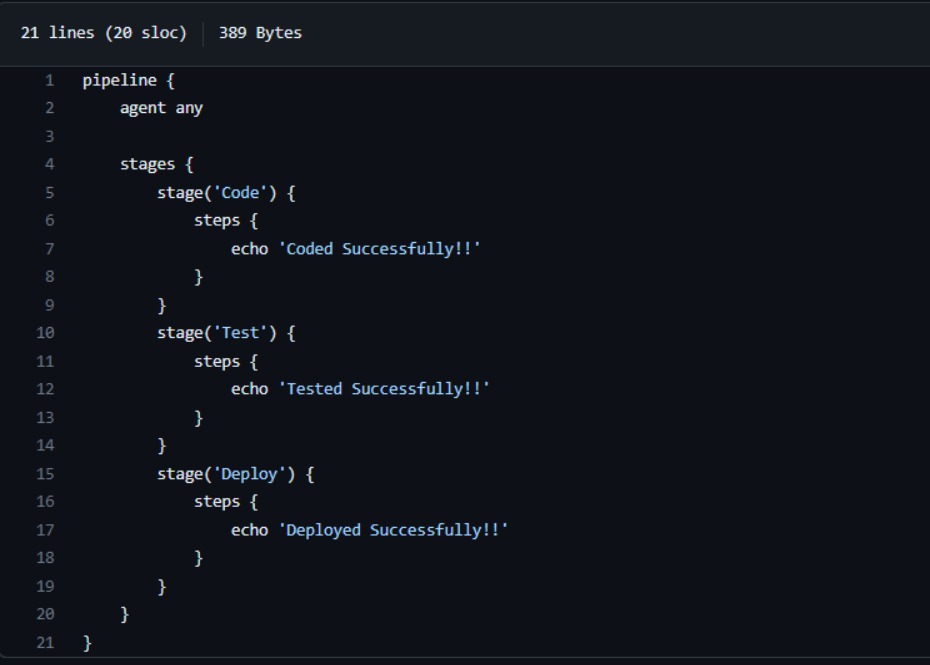 21 lines (20 sloc) 389 Bytes
1 pipeline {
2     agent any
3
4     stages {
5         stage('Code') {
6             steps {
7                 echo 'Coded Successfully!!'
8             }
9         }
10         stage('Test') {
11             steps {
12                 echo 'Tested Successfully!!'
13             }
14         }
15         stage('Deploy') {
16             steps {
17                 echo 'Deployed Successfully!!'
18             }
19         }
20     }
21 }